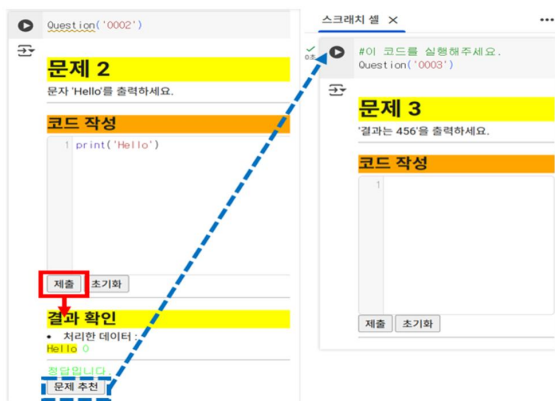 Question('0002')
문제 2
문자 'Hello'를 출력하세요.
코드 작성
1 print('Hello')
제출 초기화
결과 확인
• 처리한 데이터 :
Hello 0
정답입니다.
문제 추천
스크래치 셀 ×
0초
#이 코드를 실행해주세요.
Question('0003')
문제 3
'결과는 456'을 출력하세요.
코드 작성
1
제출 초기화